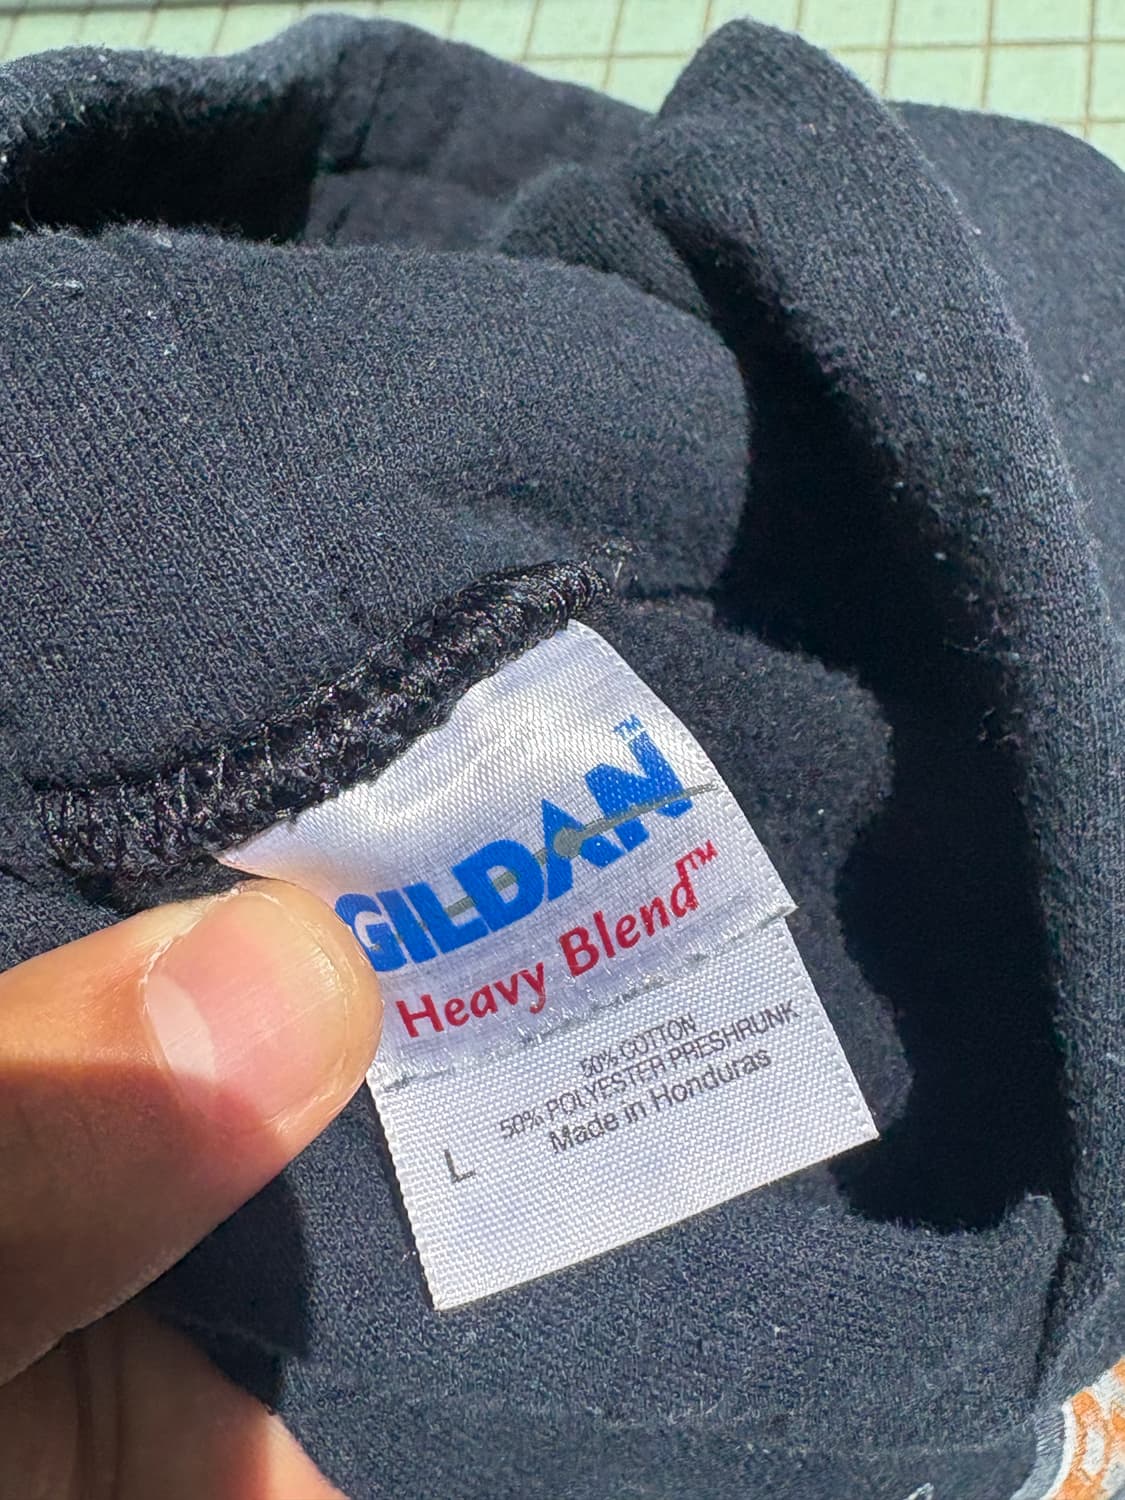 GILDAN™
Heavy Blend™
50% COTTON
50% POLYESTER PRESHRUNK
Made in Honduras
L